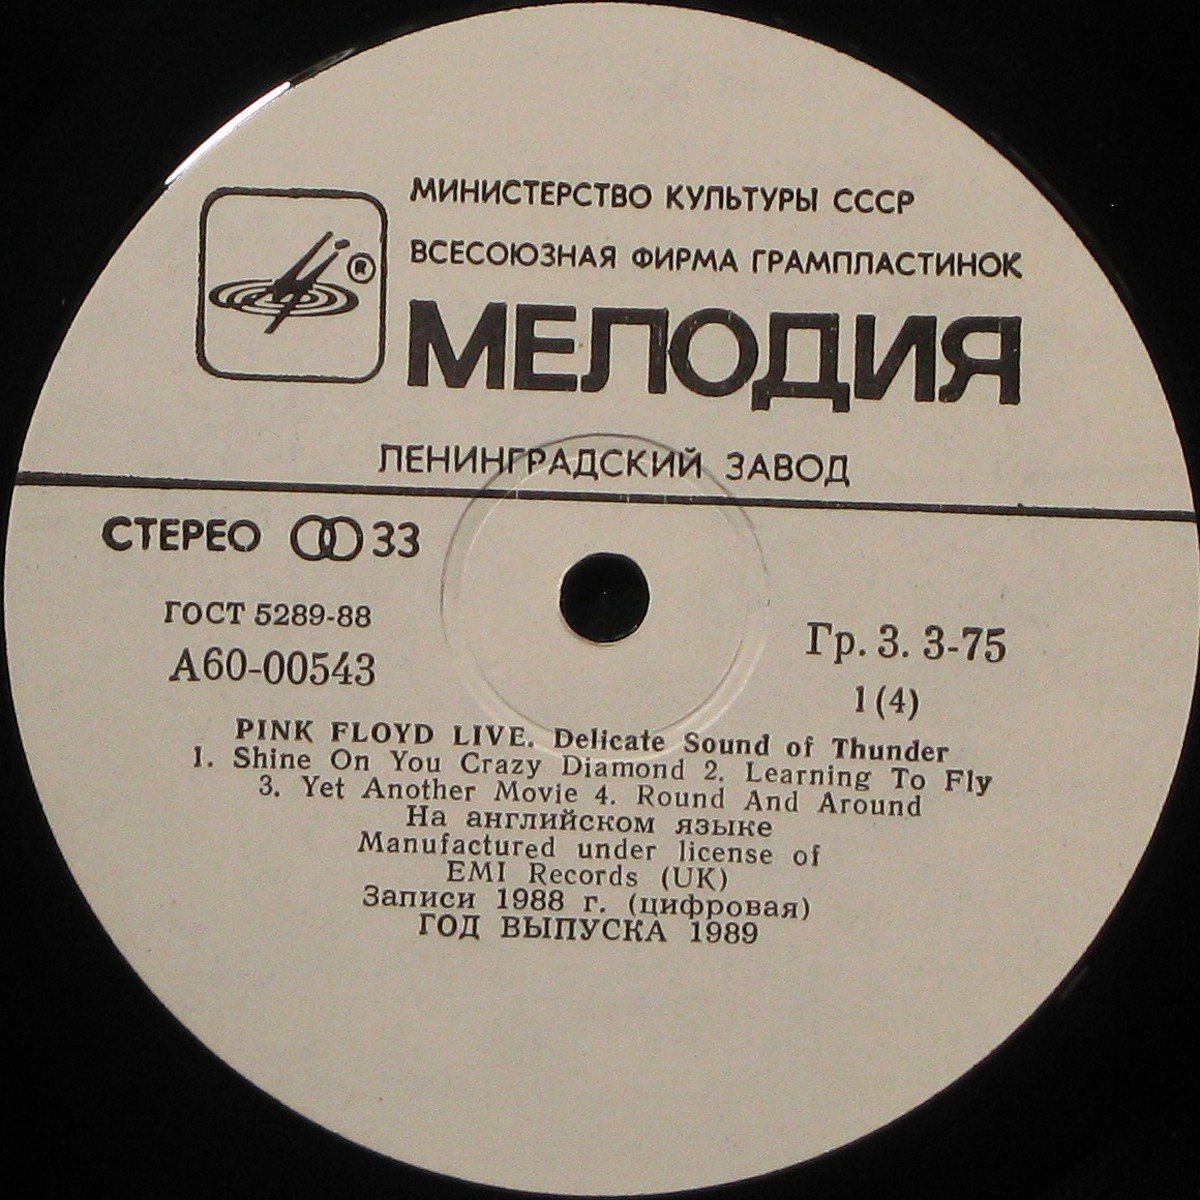 МИНИСТЕРСТВО КУЛЬТУРЫ СССР
ВСЕСОЮЗНАЯ ФИРМА ГРАМПЛАСТИНОК
®
МЕЛОДИЯ
ЛЕНИНГРАДСКИЙ ЗАВОД
СТЕРЕО 33
ГОСТ 5289-88
А60-00543
Гр. 3. 3-75
1 (4)
PINK FLOYD LIVE. Delicate Sound of Thunder
1. Shine On You Crazy Diamond 2. Learning To Fly
3. Yet Another Movie 4. Round And Around
На английском языке
Manufactured under license of
EMI Records (UK)
Записи 1988 г. (цифровая)
ГОД ВЫПУСКА 1989